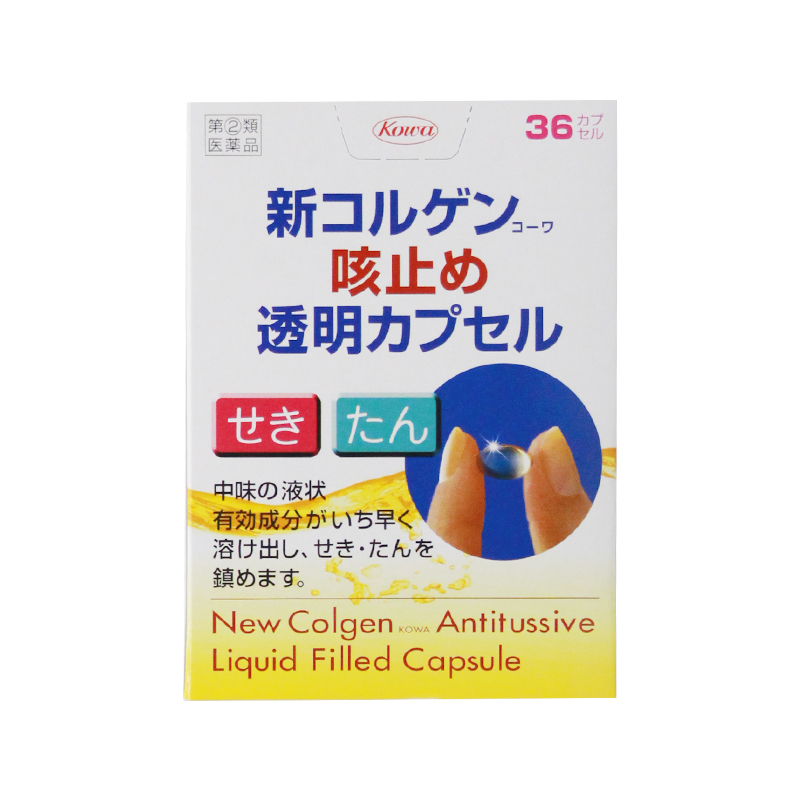 指②類
医薬品
Kowa
36カプセル
新コルゲンコーワ
咳止め
透明カプセル
せき
たん
中味の液状
有効成分がいち早く
溶け出し、せき・たんを
鎮めます。
New Colgen KOWA Antitussive
Liquid Filled Capsule